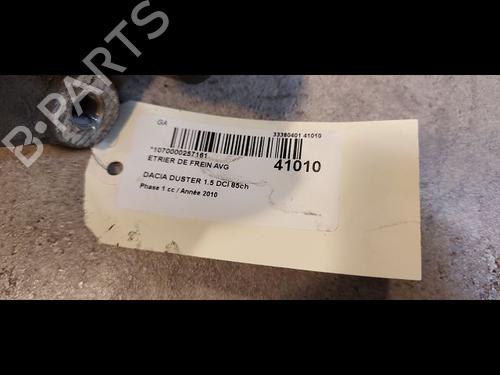 GA
33380401 41010
*1070000257161
ETRIER DE FREIN AVG
41010
DACIA DUSTER 1.5 DCI 85ch
Phase 1 cc / Année 2010
B-PARTS